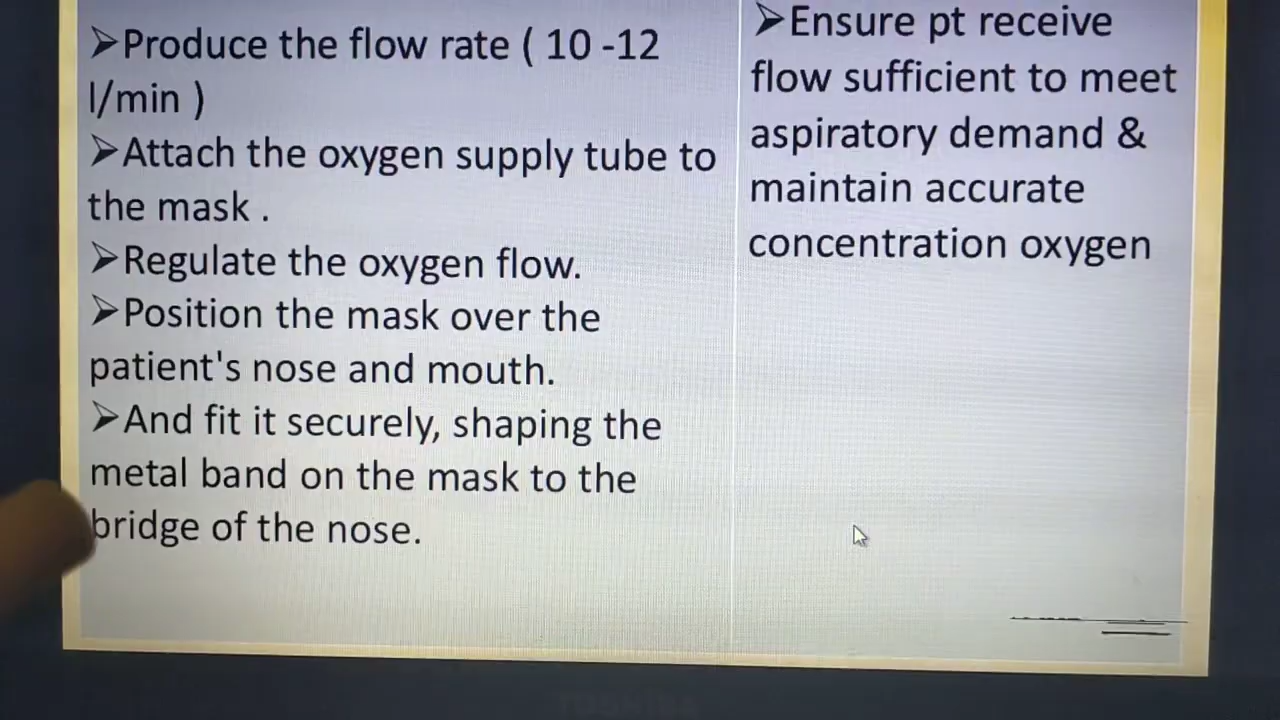 ➢Produce the flow rate ( 10 -12
l/min )
➢Attach the oxygen supply tube to
the mask .
➢Regulate the oxygen flow.
➢Position the mask over the
patient's nose and mouth.
➢And fit it securely, shaping the
metal band on the mask to the
bridge of the nose.
➢Ensure pt receive
flow sufficient to meet
aspiratory demand &
maintain accurate
concentration oxygen
TOSHIBA